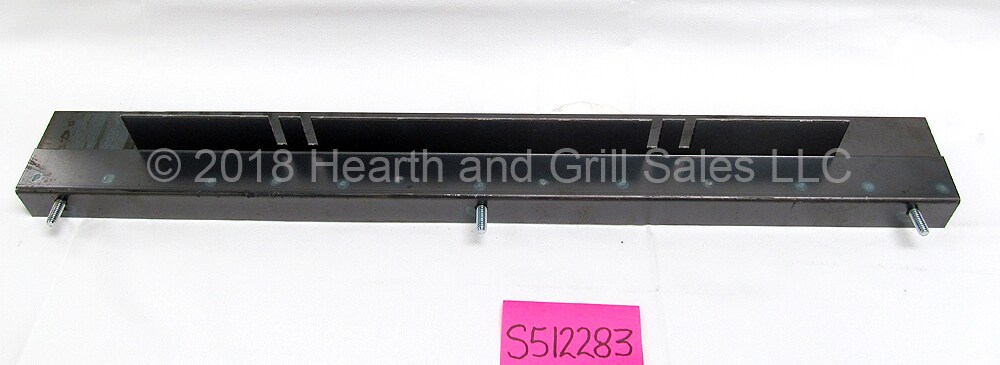 © 2018 Hearth and Grill Sales LLC
S512283